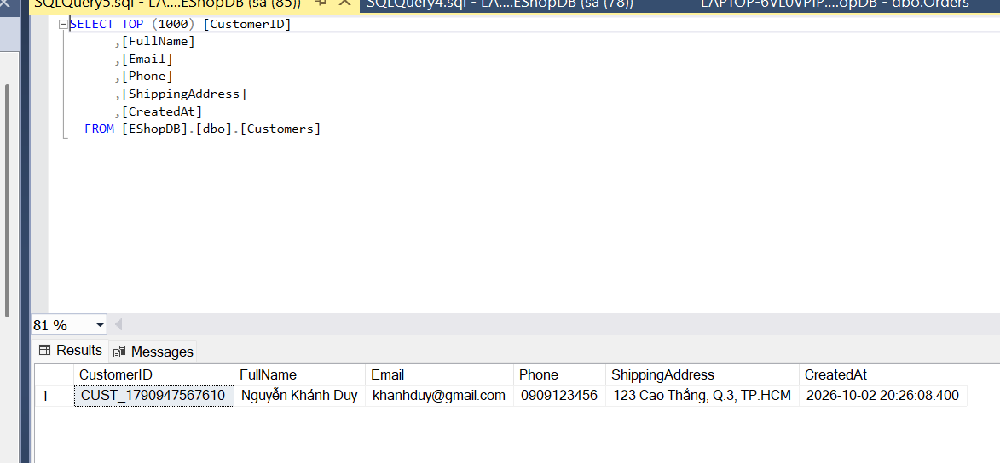 SQLQuery5.sql - LA....EShopDB (sa (85)) SQLQuery4.sql - LA....EShopDB (sa (78)) LAPTOP-6VL0VPIP....opDB - dbo.Orders
SELECT TOP (1000) [CustomerID]
,[FullName]
,[Email]
,[Phone]
,[ShippingAddress]
,[CreatedAt]
FROM [EShopDB].[dbo].[Customers]
81 %
Results Messages
CustomerID FullName Email Phone ShippingAddress CreatedAt
1 CUST_1790947567610 Nguyễn Khánh Duy khanhduy@gmail.com 0909123456 123 Cao Thắng, Q.3, TP.HCM 2026-10-02 20:26:08.400